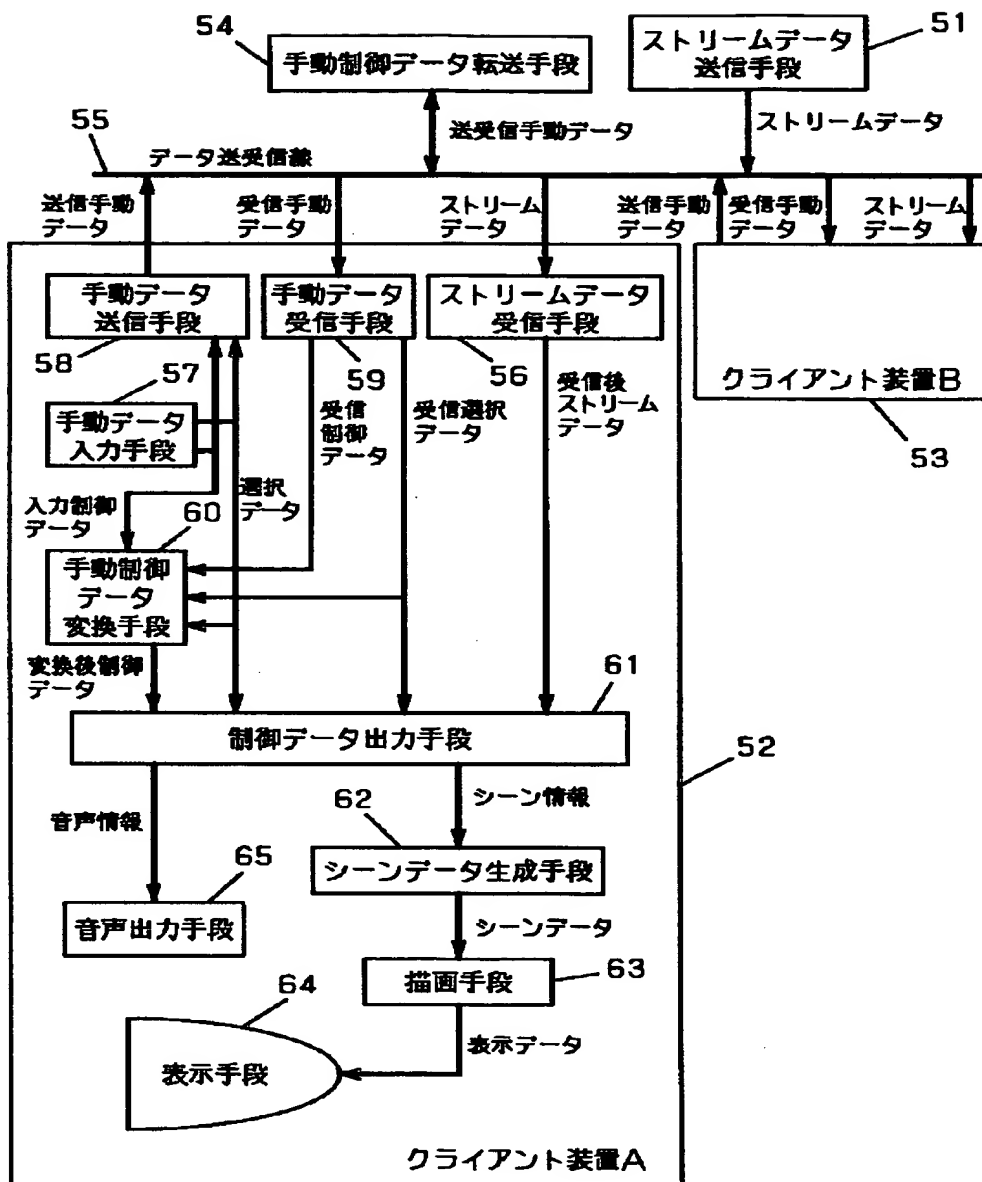 54
手動制御データ転送手段
51
ストリームデータ
送信手段
送受信手動データ
ストリームデータ
55
データ送受信線
送信手動
データ
受信手動
データ
ストリーム
データ
送信手動
データ
受信手動
データ
ストリーム
データ
手動データ
送信手段
手動データ
受信手段
ストリームデータ
受信手段
58
57
59
56
手動データ
入力手段
受信
制御
データ
受信選択
データ
受信後
ストリーム
データ
クライアント装置B
53
入力制御
データ
60
選択
データ
手動制御
データ
変換手段
変換後制御
データ
61
制御データ出力手段
52
音声情報
62
シーン情報
シーンデータ生成手段
65
音声出力手段
シーンデータ
63
描画手段
64
表示データ
表示手段
クライアント装置A